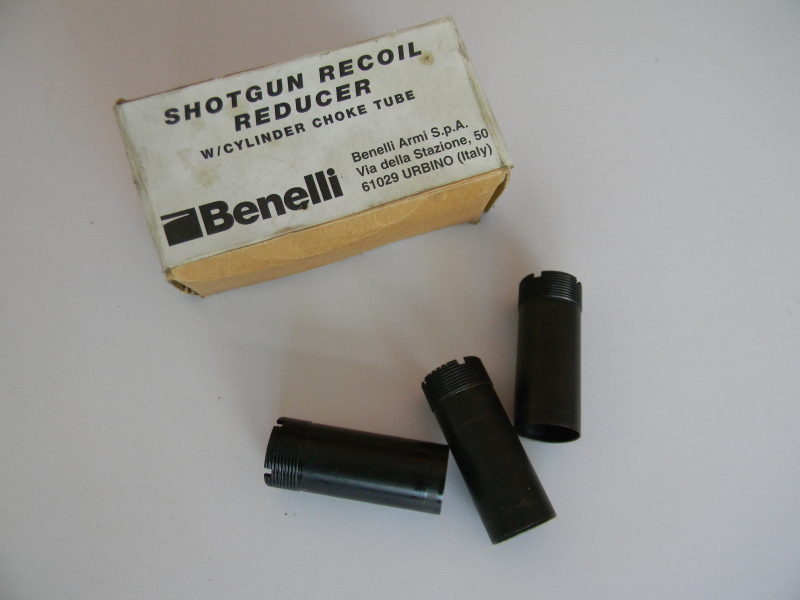 SHOTGUN RECOIL
REDUCER
W/CYLINDER CHOKE TUBE
Benelli
Benelli Armi S.p.A.
Via della Stazione, 50
61029 URBINO (Italy)